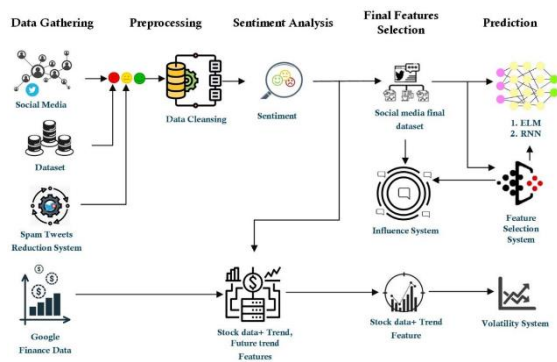 Data Gathering
Preprocessing
Sentiment Analysis
Final Features
Selection
Prediction
Social Media
Data Cleansing
Sentiment
Social media final
dataset
1. ELM
2. RNN
Dataset
Spam Tweets
Reduction System
Influence System
Feature
Selection
System
Google
Finance Data
Stock data+ Trend,
Future trend
Features
Stock data+ Trend
Feature
Volatility System